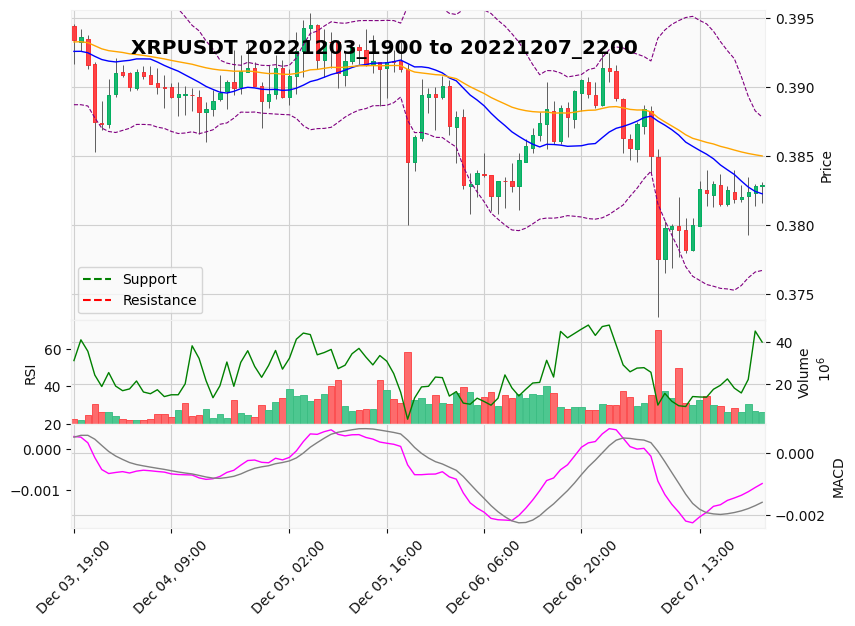 XRPUSDT 20221203_1900 to 20221207_2200
0.395
0.390
0.385
0.380
0.375
Price
Support
Resistance
60
40
20
RSI
40
20
Volume
10^6
0.000
−0.001
0.000
−0.002
MACD
Dec 03, 19:00
Dec 04, 09:00
Dec 05, 02:00
Dec 05, 16:00
Dec 06, 06:00
Dec 06, 20:00
Dec 07, 13:00